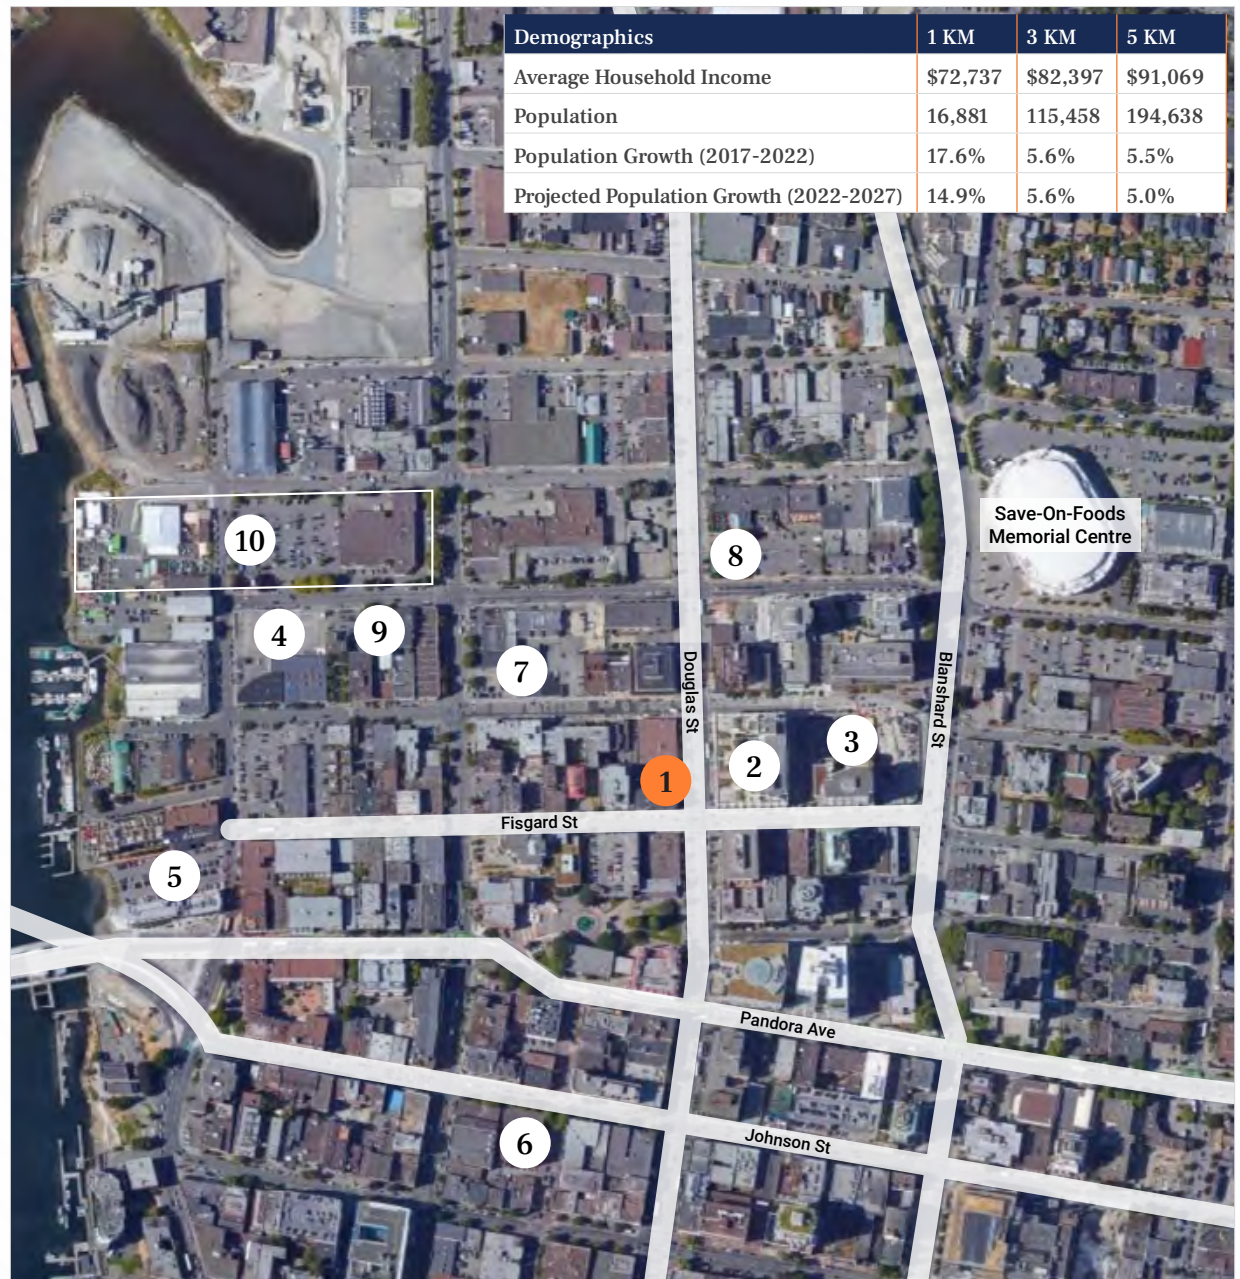 Demographics 1 KM 3 KM 5 KM
Average Household Income $72,737 $82,397 $91,069
Population 16,881 115,458 194,638
Population Growth (2017-2022) 17.6% 5.6% 5.5%
Projected Population Growth (2022-2027) 14.9% 5.6% 5.0%
Save-On-Foods
Memorial Centre
10
8
4
9
7
Douglas St
Blanshard St
3
2
1
Fisgard St
5
Pandora Ave
6
Johnson St